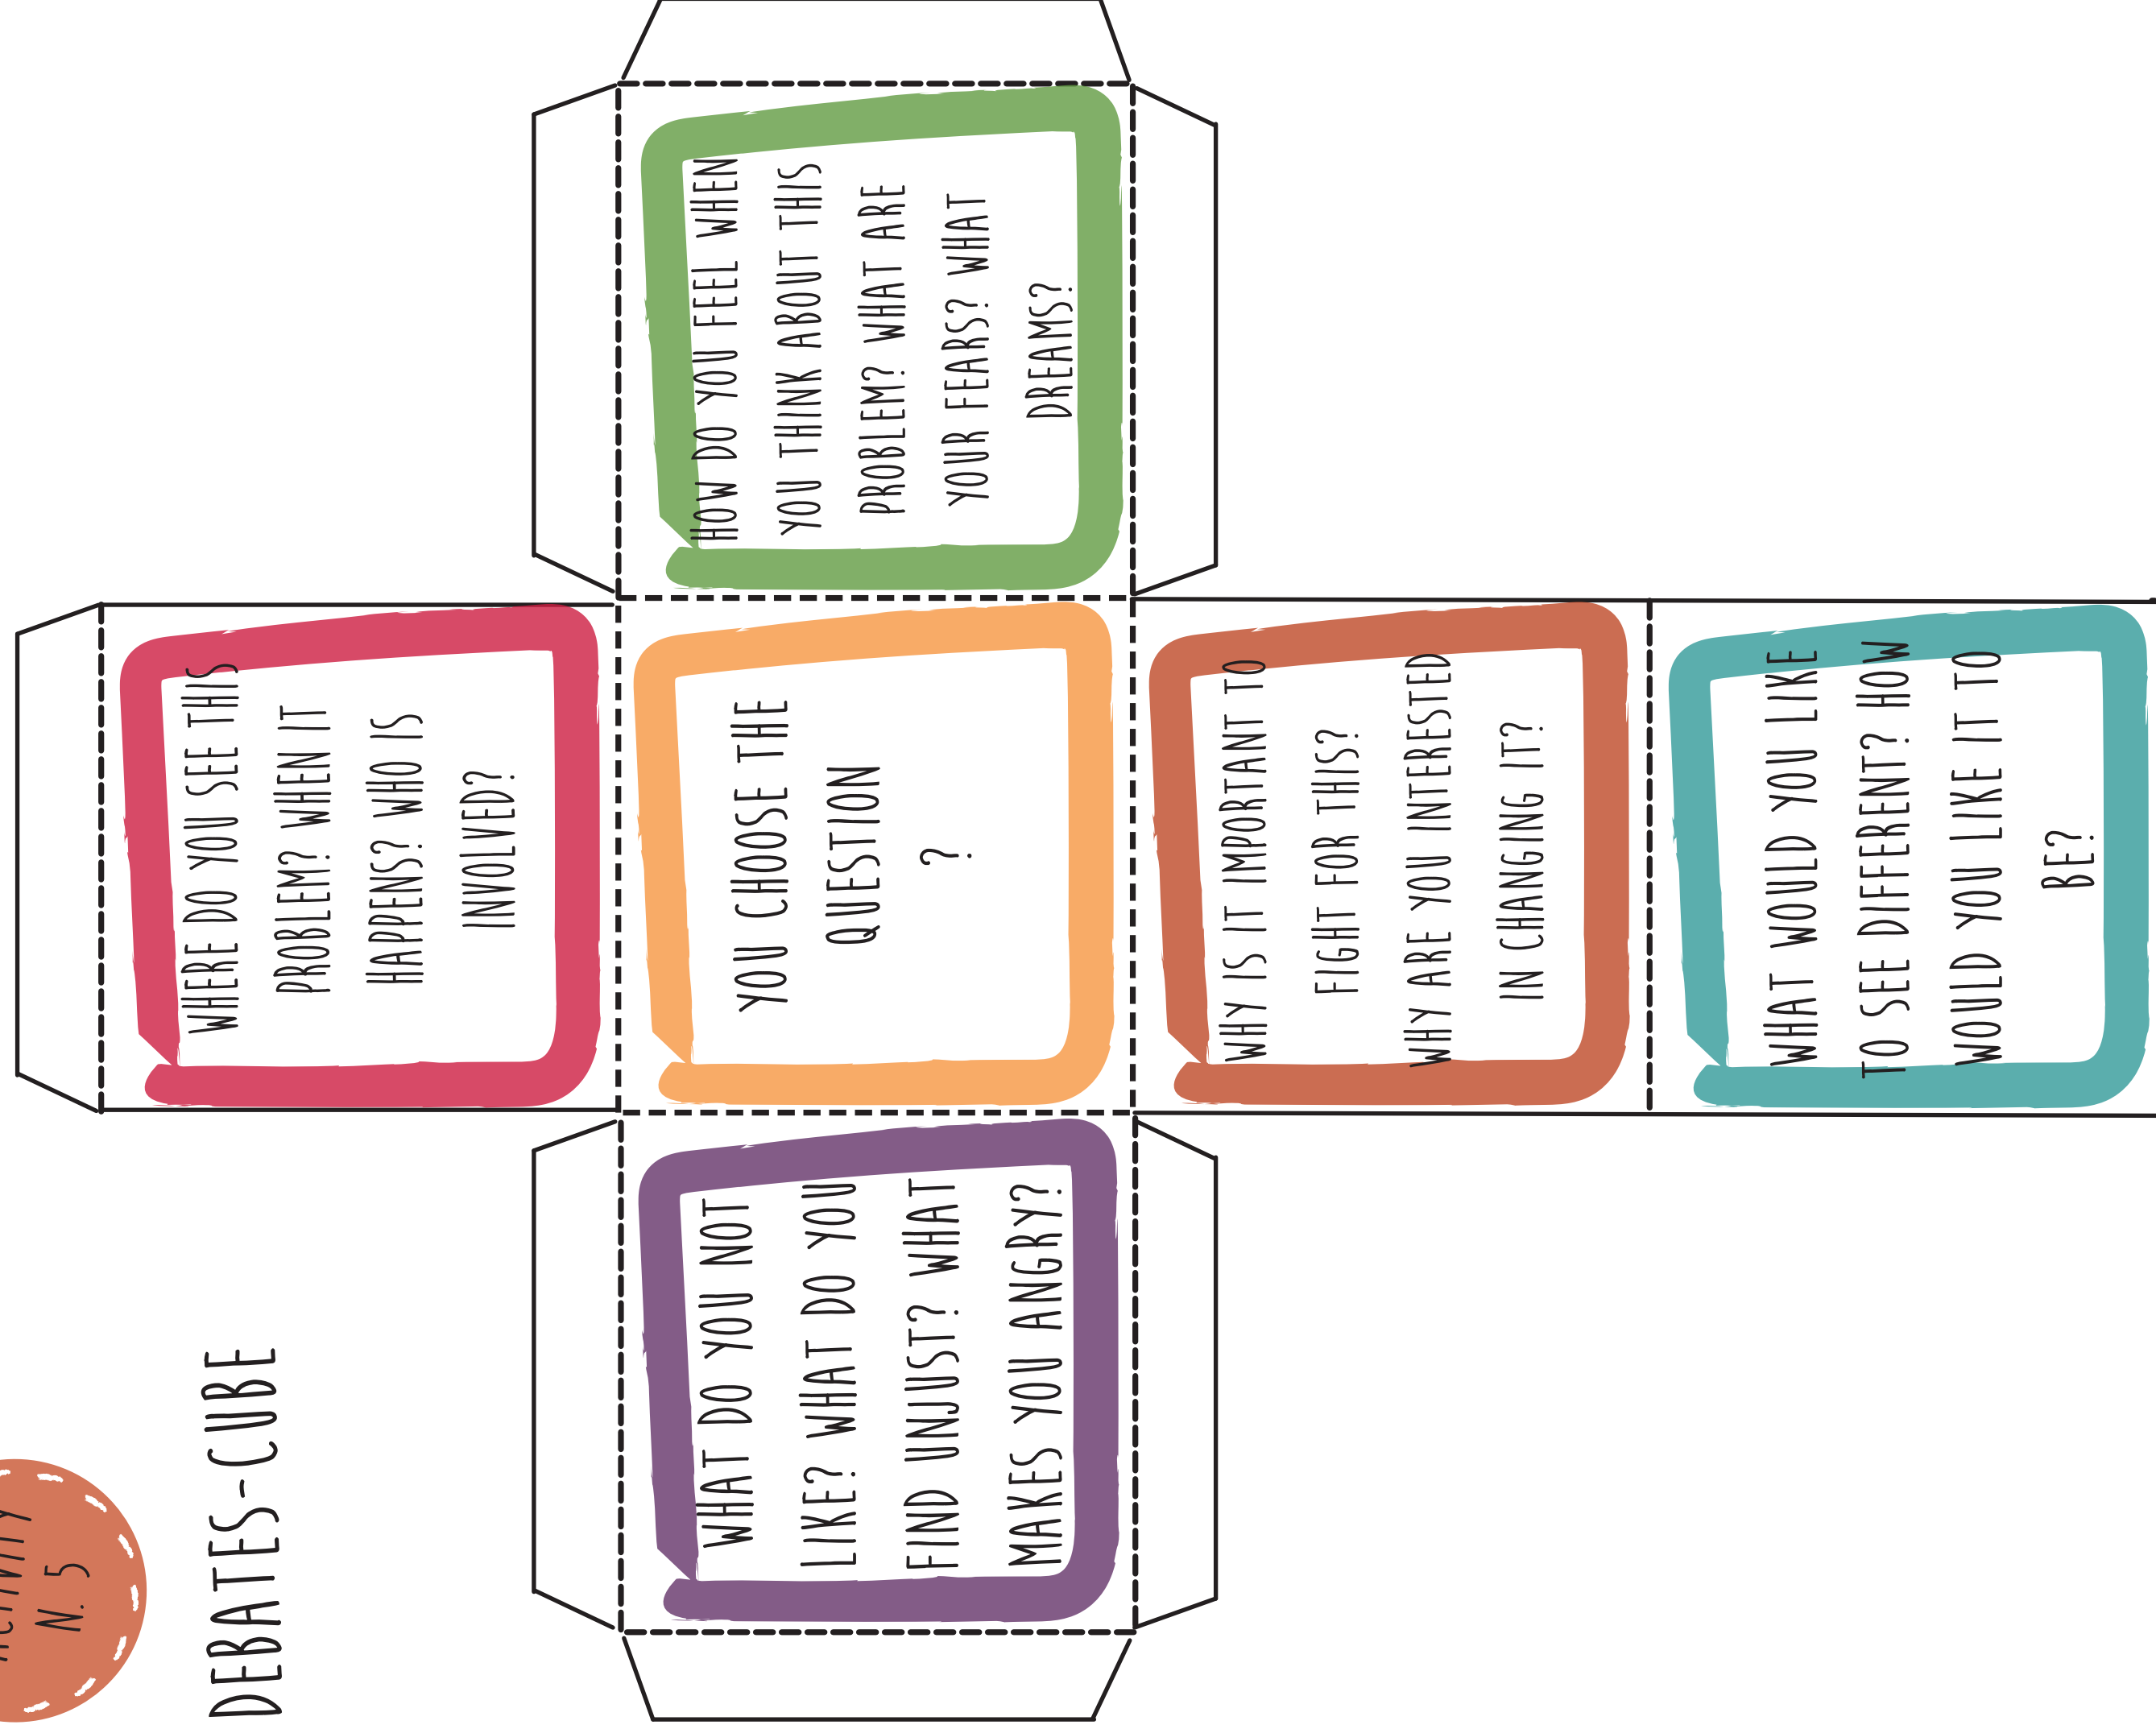 N. 5
DEBATES-CUBE
WHERE DO YOU SEE THIS
PROBLEM? WHEN IT
HAPPENS? WHO IS
INVOLVED?
WHAT DO YOU NOT
LIKE? WHAT DO YOU
FIND UNJUST? WHAT
MAKES YOU ANGRY?
YOU CHOOSE THE
QUESTION
?
HOW DO YOU FEEL WHEN
YOU THINK ABOUT THIS
PROBLEM? WHAT ARE
YOUR FEARS? WHAT
DREAMS?
WHY IS IT IMPORTANT TO
FIGHT FOR THIS?
WHY ARE YOU INTERESTED
IN CHANGING IT?
WHAT WOULD YOU LIKE
TO SEE DIFFERENT? HOW
WOULD YOU LIKE IT TO
BE?